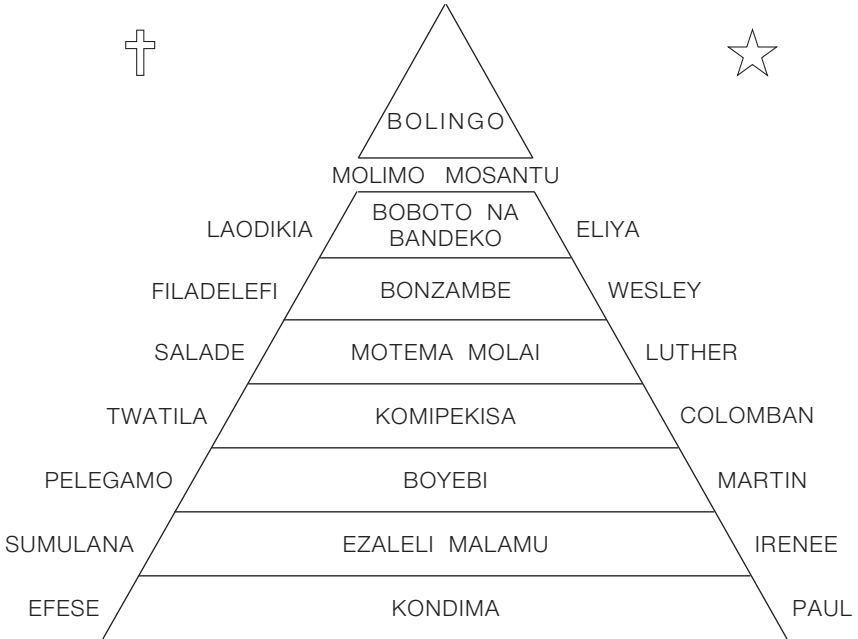 BOLINGO
MOLIMO MOSANTU
LAODIKIA BOBOTO NA BANDEKO ELIYA
FILADELEFI BONZAMBE WESLEY
SALADE MOTEMA MOLAI LUTHER
TWATILA KOMIPEKISA COLOMBAN
PELEGAMO BOYEBI MARTIN
SUMULANA EZALELI MALAMU IRENEE
EFESE KONDIMA PAUL